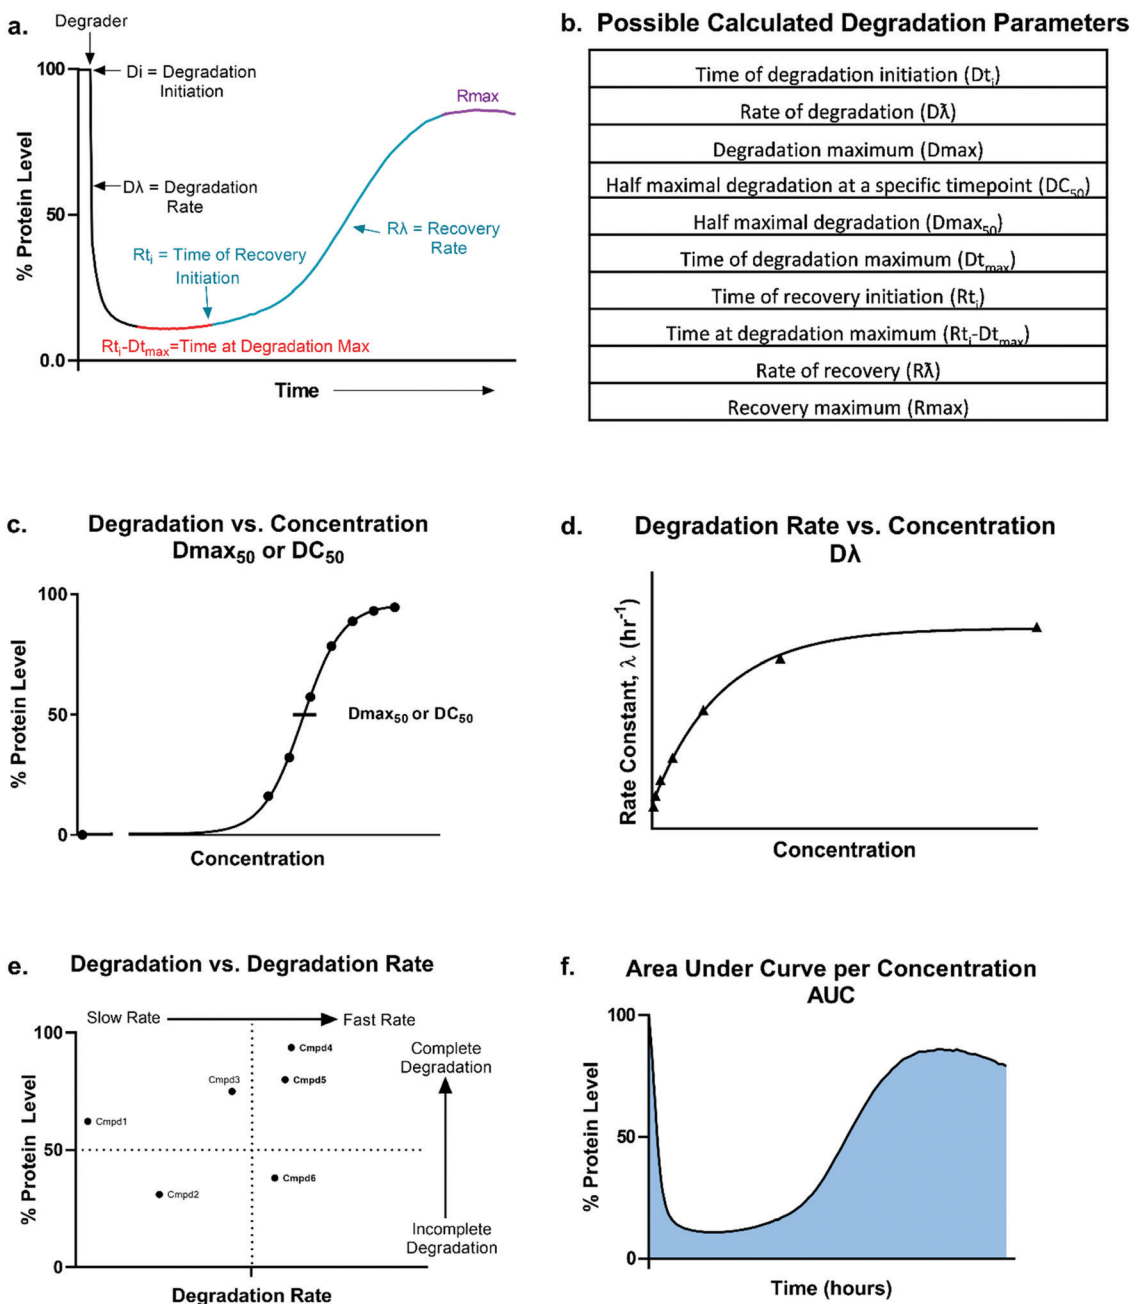 a.
Degrader
100
Di = Degradation
Initiation
Rmax
Dλ = Degradation
Rate
50
Rλ = Recovery
Rate
Rtᵢ = Time of Recovery
Initiation
Rtᵢ-Dtₘₐₓ=Time at Degradation Max
0.0
% Protein Level
Time
b. Possible Calculated Degradation Parameters
Time of degradation initiation (Dtᵢ)
Rate of degradation (Dƛ)
Degradation maximum (Dmax)
Half maximal degradation at a specific timepoint (DC₅₀)
Half maximal degradation (Dmax₅₀)
Time of degradation maximum (Dtₘₐₓ)
Time of recovery initiation (Rtᵢ)
Time at degradation maximum (Rtᵢ-Dtₘₐₓ)
Rate of recovery (Rƛ)
Recovery maximum (Rmax)
c. Degradation vs. Concentration
Dmax₅₀ or DC₅₀
100
50
0
% Protein Level
Dmax₅₀ or DC₅₀
Concentration
d. Degradation Rate vs. Concentration
Dλ
Rate Constant, λ (hr⁻¹)
Concentration
e. Degradation vs. Degradation Rate
Slow Rate
Fast Rate
100
50
0
% Protein Level
Cmpd4
Cmpd5
Cmpd3
Cmpd1
Cmpd6
Cmpd2
Complete
Degradation
Incomplete
Degradation
Degradation Rate
f. Area Under Curve per Concentration
AUC
100
50
0
% Protein Level
Time (hours)